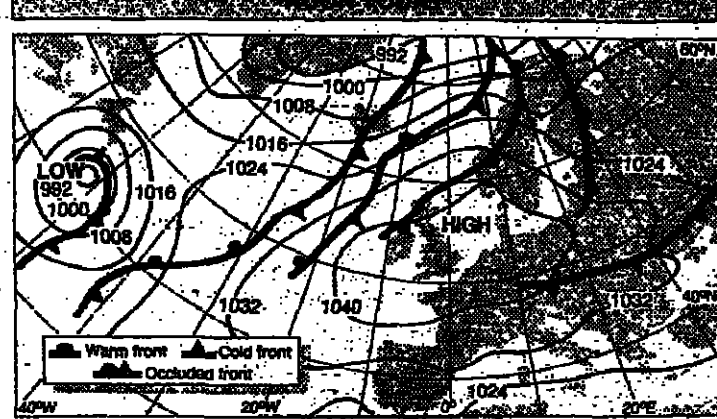 992
60°N
1000
1008
1016
1024
1024
LOW
992
1016
1000
1008
HIGH
1032
1040
1032
40°N
Warm front Cold front
Occluded front
1024
40°W
20°W
0°
20°E